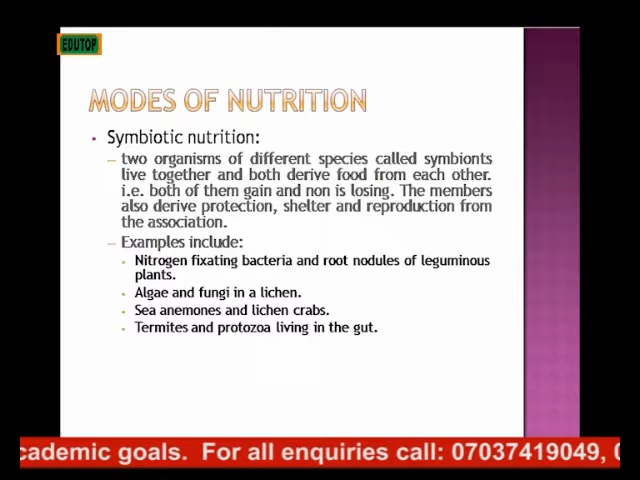 EDUTOP
MODES OF NUTRITION
• Symbiotic nutrition:
– two organisms of different species called symbionts
live together and both derive food from each other.
i.e. both of them gain and non is losing. The members
also derive protection, shelter and reproduction from
the association.
– Examples include:
• Nitrogen fixating bacteria and root nodules of leguminous
plants.
• Algae and fungi in a lichen.
• Sea anemones and lichen crabs.
• Termites and protozoa living in the gut.
cademic goals. For all enquiries call: 07037419049, 0